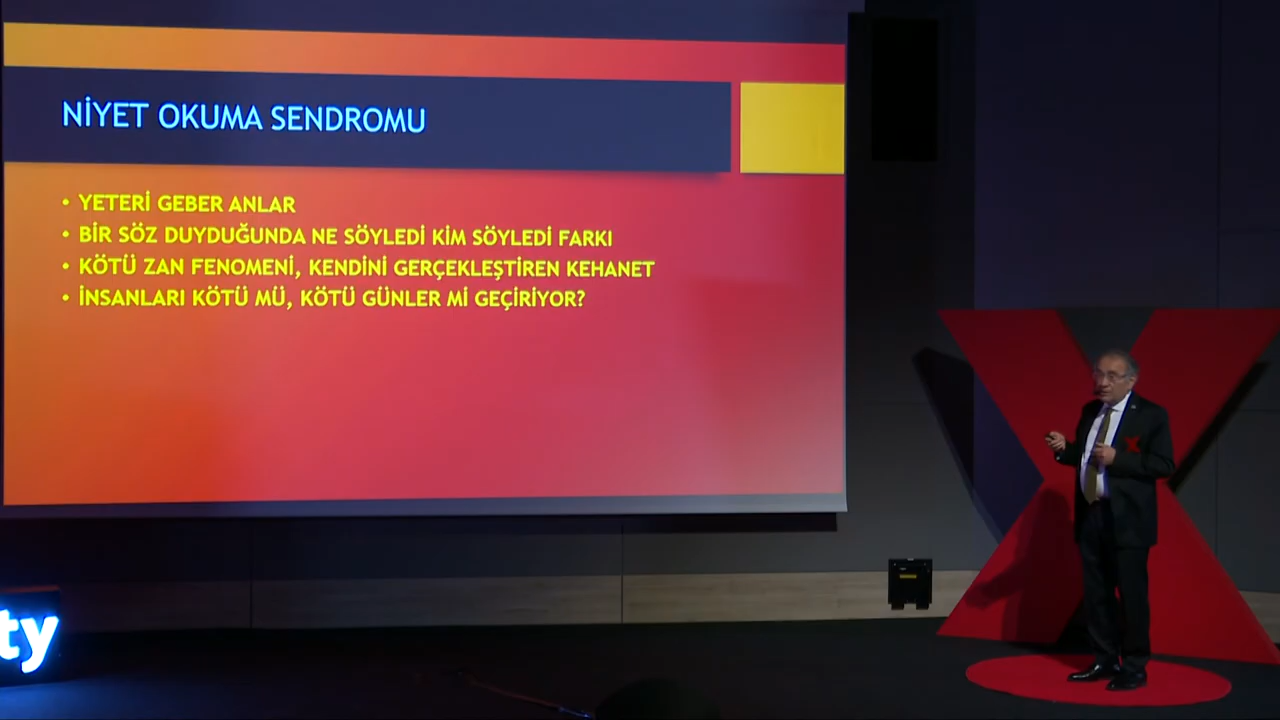 NİYET OKUMA SENDROMU
• YETERİ GEBER ANLAR
• BİR SÖZ DUYDUĞUNDA NE SÖYLEDİ KİM SÖYLEDİ FARKI
• KÖTÜ ZAN FENOMENİ, KENDİNİ GERÇEKLEŞTİREN KEHANET
• İNSANLARI KÖTÜ MÜ, KÖTÜ GÜNLER Mİ GEÇİRİYOR?
ty
X